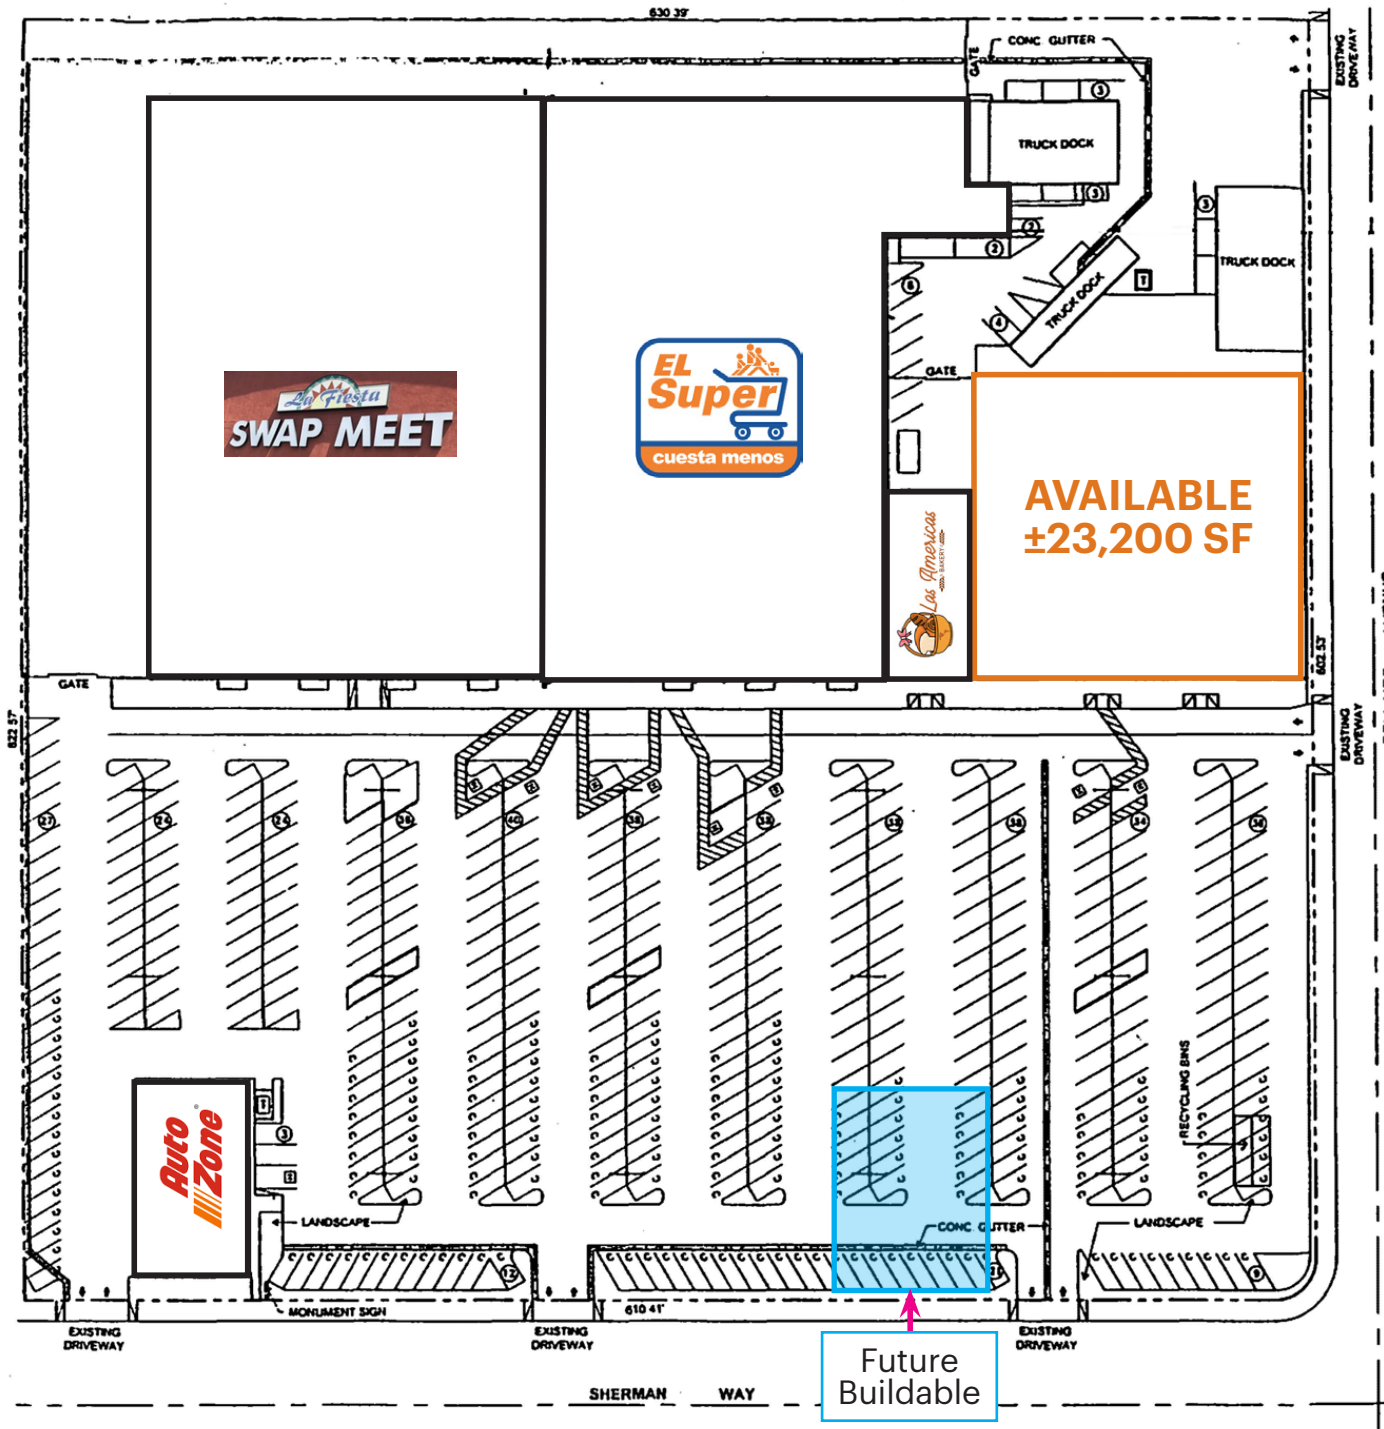 630 39'
CONC. GUTTER
GATE
EXISTING
DRIVEWAY
3
TRUCK DOCK
3
3
2
2
TRUCK DOCK
6
TRUCK DOCK
4
GATE
EL
Super
cuesta menos
La Fiesta
SWAP MEET
AVAILABLE
±23,200 SF
Las Americas
BAKERY
602 53'
GATE
822 57'
EXISTING
DRIVEWAY
27
24
24
36
40
38
38
38
34
RECYCLING BINS
Auto
Zone
3
LANDSCAPE
CONC. GUTTER
LANDSCAPE
12
9
MONUMENT SIGN
610 41'
EXISTING
DRIVEWAY
EXISTING
DRIVEWAY
EXISTING
DRIVEWAY
Future
Buildable
SHERMAN WAY